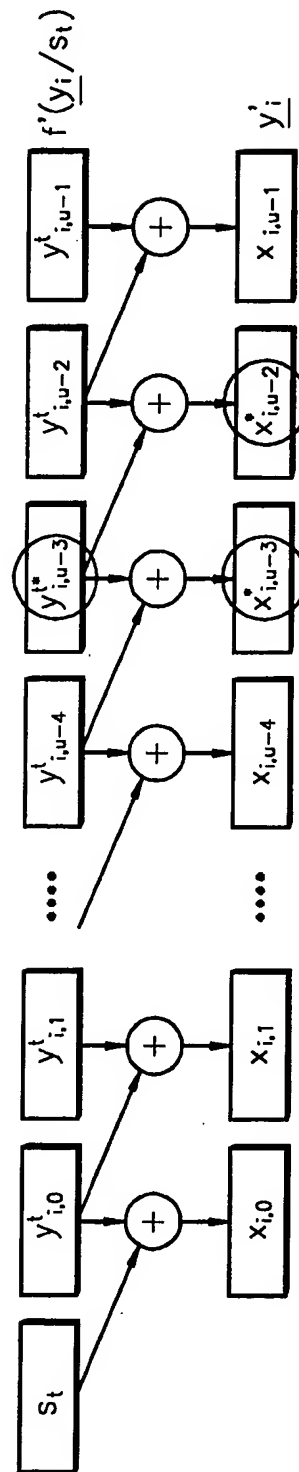 s_t y^t_{i,0} y^t_{i,1} •••• y^t_{i,u-4} y^{t*}_{i,u-3} y^t_{i,u-2} y^t_{i,u-1} f'(y_i/s_t)
+ + + + + +
x_{i,0} x_{i,1} •••• x_{i,u-4} x^*_{i,u-3} x^*_{i,u-2} x_{i,u-1} y'_i